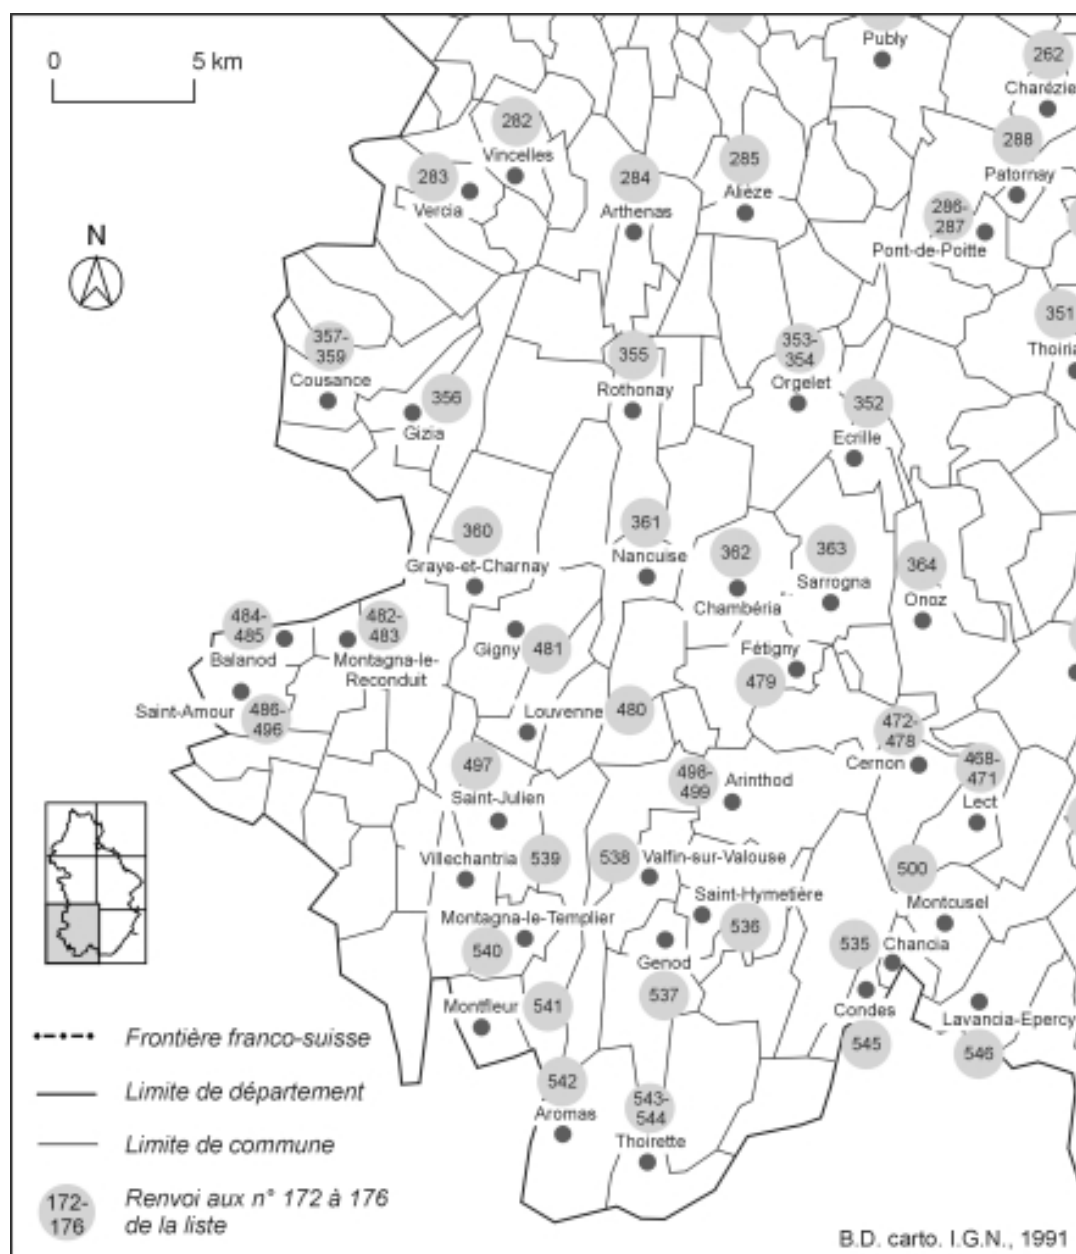 0 5 km
Publy
262
Charézie
282
Vincelles
288
Patornay
283
Vercia
284
Arthenas
285
Alièze
286-
287
Pont-de-Poitte
N
351
Thoiria
357-
359
Cousance
355
Rothonay
353-
354
Orgelet
356
Gizia
352
Ecrille
360
Graye-et-Charnay
361
Nancuise
362
Chambéria
363
Sarrogna
364
Onoz
484-
485
Balanod
482-
483
Montagna-le-
Reconduit
Gigny
481
Fétigny
479
Saint-Amour
486-
496
Louvenne
480
472-
478
Cernon
468-
471
Lect
497
Saint-Julien
498-
499
Arinthod
Villechantria
539
538
Valfin-sur-Valouse
500
Montcusel
Saint-Hymetière
536
Montagna-le-Templier
540
Genod
537
535
Chancia
Condes
545
Montfleur
541
Lavancia-Epercy
546
542
Aromas
543-
544
Thoirette
Frontière franco-suisse
Limite de département
Limite de commune
172-
176
Renvoi aux n° 172 à 176
de la liste
B.D. carto. I.G.N., 1991